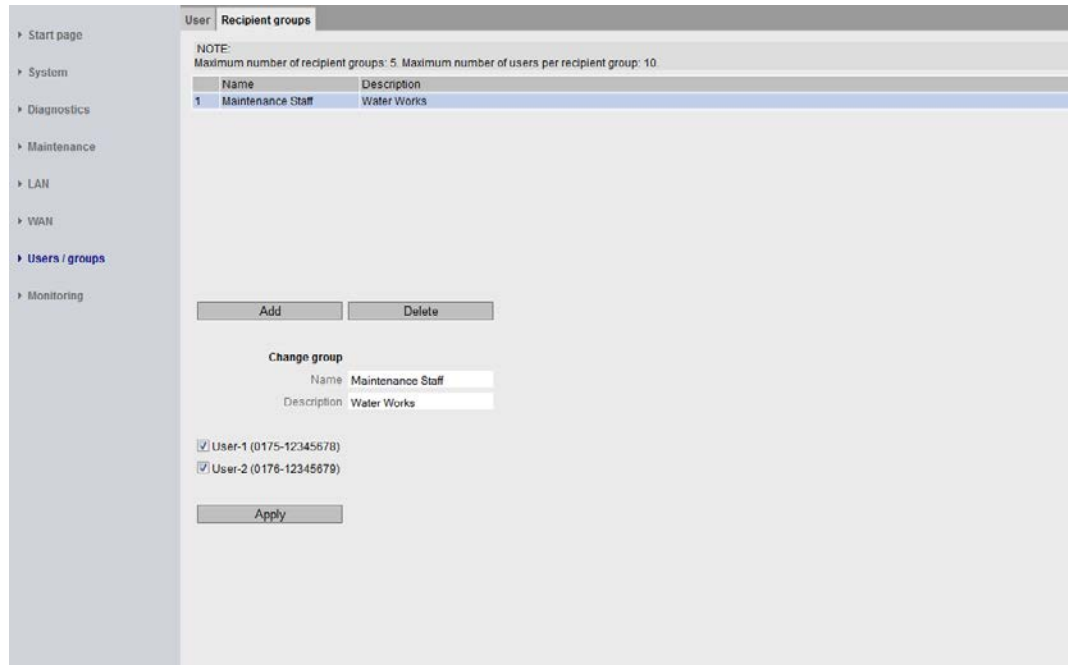 Start page
System
Diagnostics
Maintenance
LAN
WAN
Users / groups
Monitoring
User Recipient groups
NOTE:
Maximum number of recipient groups: 5. Maximum number of users per recipient group: 10.
Name Description
1 Maintenance Staff Water Works
Add Delete
Change group
Name Maintenance Staff
Description Water Works
User-1 (0175-12345678)
User-2 (0176-12345679)
Apply